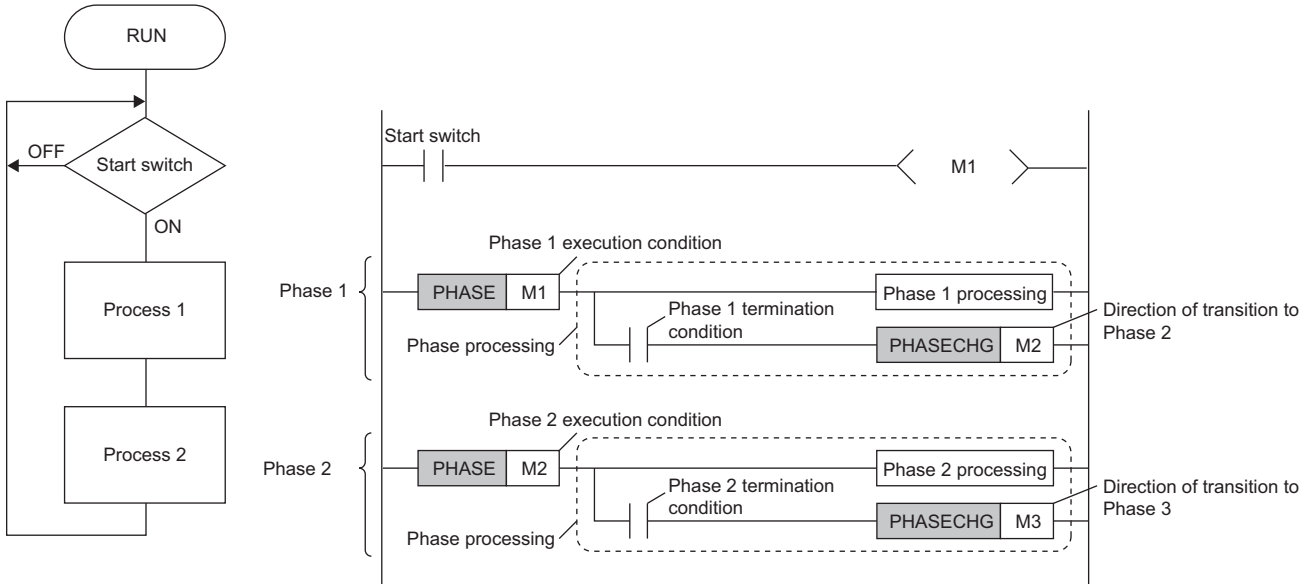 RUN
OFF
Start switch
ON
Process 1
Process 2
Start switch
M1
Phase 1 execution condition
Phase 1
PHASE M1
Phase 1 processing
Phase 1 termination
condition
Phase processing
PHASECHG M2
Direction of transition to
Phase 2
Phase 2 execution condition
Phase 2
PHASE M2
Phase 2 processing
Phase 2 termination
condition
Phase processing
PHASECHG M3
Direction of transition to
Phase 3